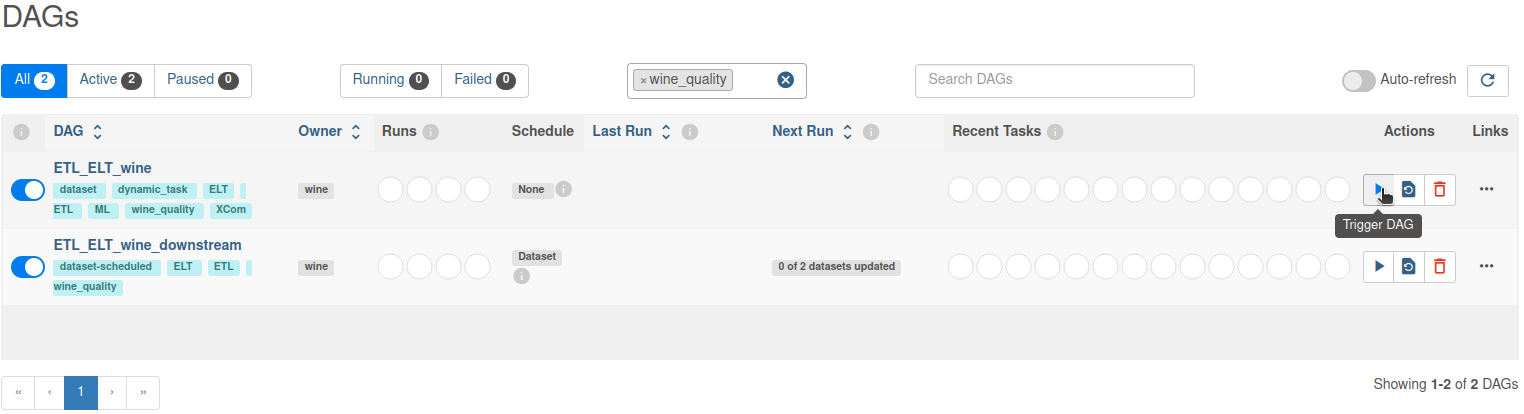 DAGs
All 2 Active 2 Paused 0 Running 0 Failed 0 × wine_quality Search DAGs Auto-refresh
i DAG Owner Runs i Schedule Last Run i Next Run i Recent Tasks i Actions Links
ETL_ELT_wine
dataset dynamic_task ELT
wine None i
ETL ML wine_quality XCom
Trigger DAG
ETL_ELT_wine_downstream
dataset-scheduled ELT ETL
wine Dataset i 0 of 2 datasets updated
wine_quality
« ‹ 1 › »
Showing 1-2 of 2 DAGs